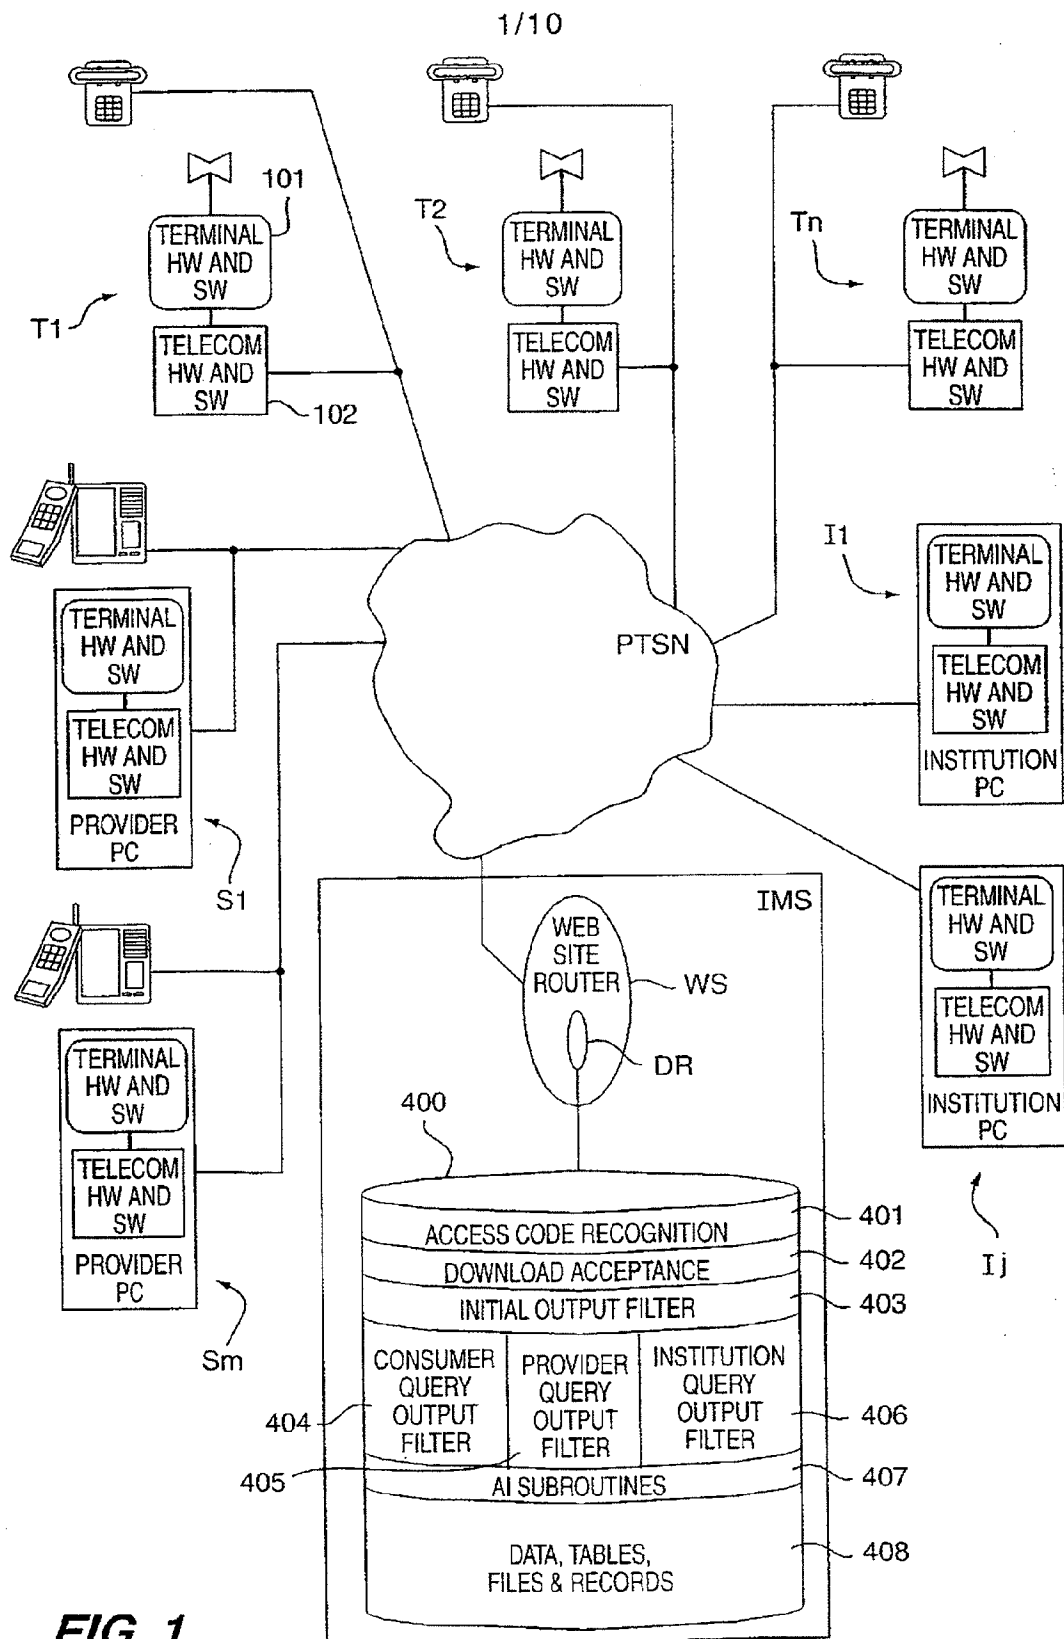 1/10
101
TERMINAL
HW AND
SW
T1
TELECOM
HW AND
SW
102
T2
TERMINAL
HW AND
SW
TELECOM
HW AND
SW
Tn
TERMINAL
HW AND
SW
TELECOM
HW AND
SW
TERMINAL
HW AND
SW
TELECOM
HW AND
SW
PROVIDER
PC
S1
PTSN
I1
TERMINAL
HW AND
SW
TELECOM
HW AND
SW
INSTITUTION
PC
TERMINAL
HW AND
SW
TELECOM
HW AND
SW
PROVIDER
PC
Sm
IMS
WEB
SITE
ROUTER
WS
DR
TERMINAL
HW AND
SW
TELECOM
HW AND
SW
INSTITUTION
PC
Ij
400
ACCESS CODE RECOGNITION
401
DOWNLOAD ACCEPTANCE
402
INITIAL OUTPUT FILTER
403
CONSUMER
QUERY
OUTPUT
FILTER
404
PROVIDER
QUERY
OUTPUT
FILTER
405
INSTITUTION
QUERY
OUTPUT
FILTER
406
AI SUBROUTINES
407
DATA, TABLES,
FILES & RECORDS
408
FIG. 1